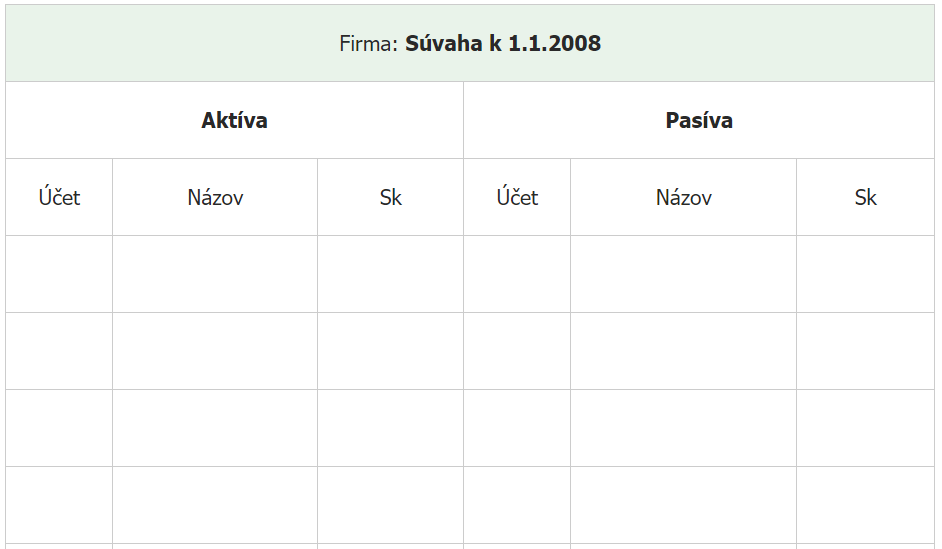 Firma: Súvaha k 1.1.2008
Aktíva Pasíva
Účet Názov Sk Účet Názov Sk